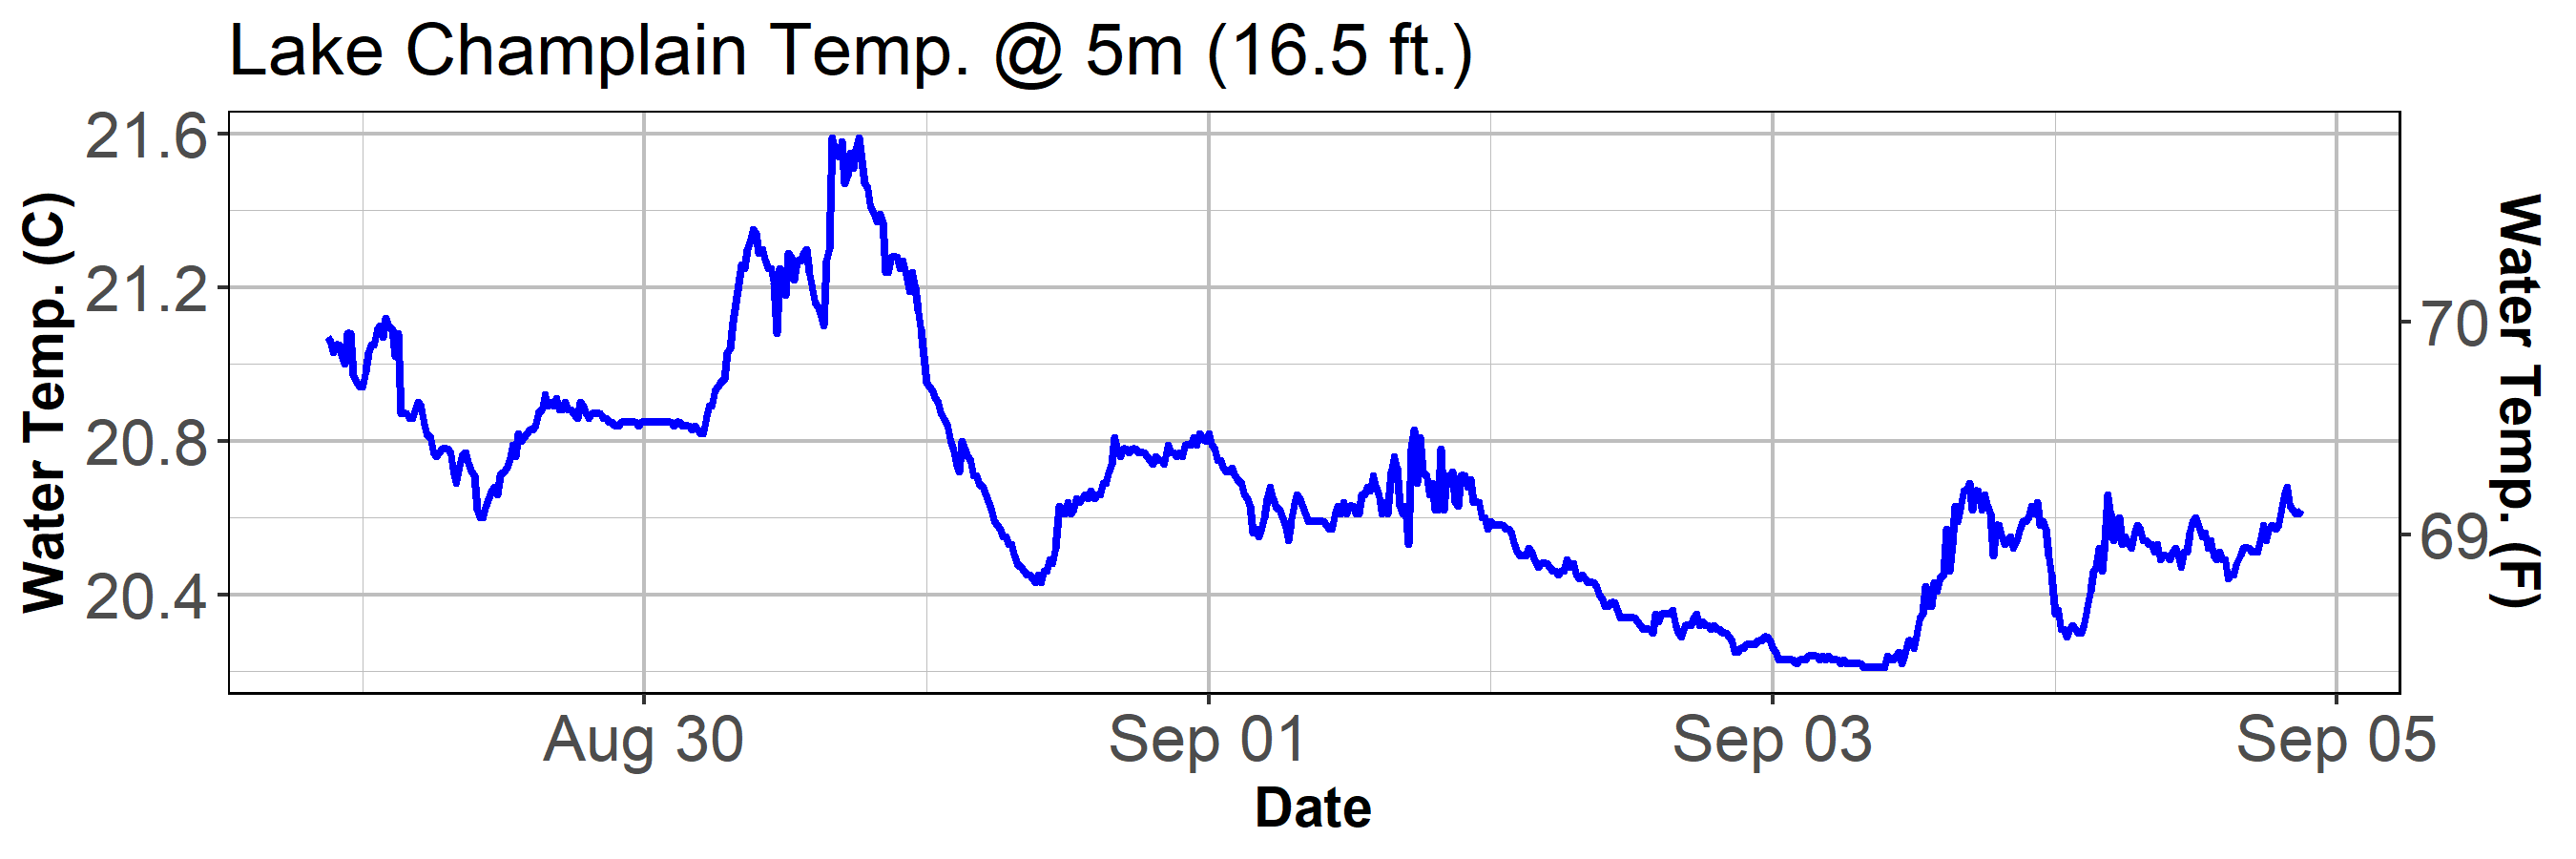 Lake Champlain Temp. @ 5m (16.5 ft.)
Water Temp. (C)
21.6
21.2
20.8
20.4
70
69
Water Temp. (F)
Aug 30
Sep 01
Sep 03
Sep 05
Date